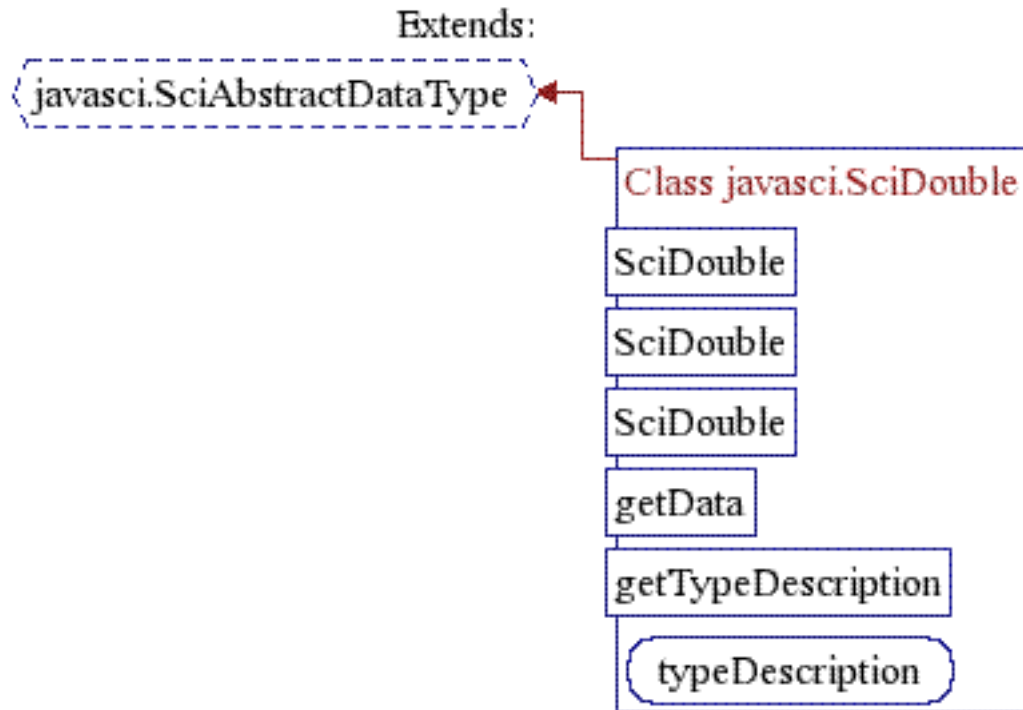 Extends:
javasci.SciAbstractDataType
Class javasci.SciDouble
SciDouble
SciDouble
SciDouble
getData
getTypeDescription
typeDescription